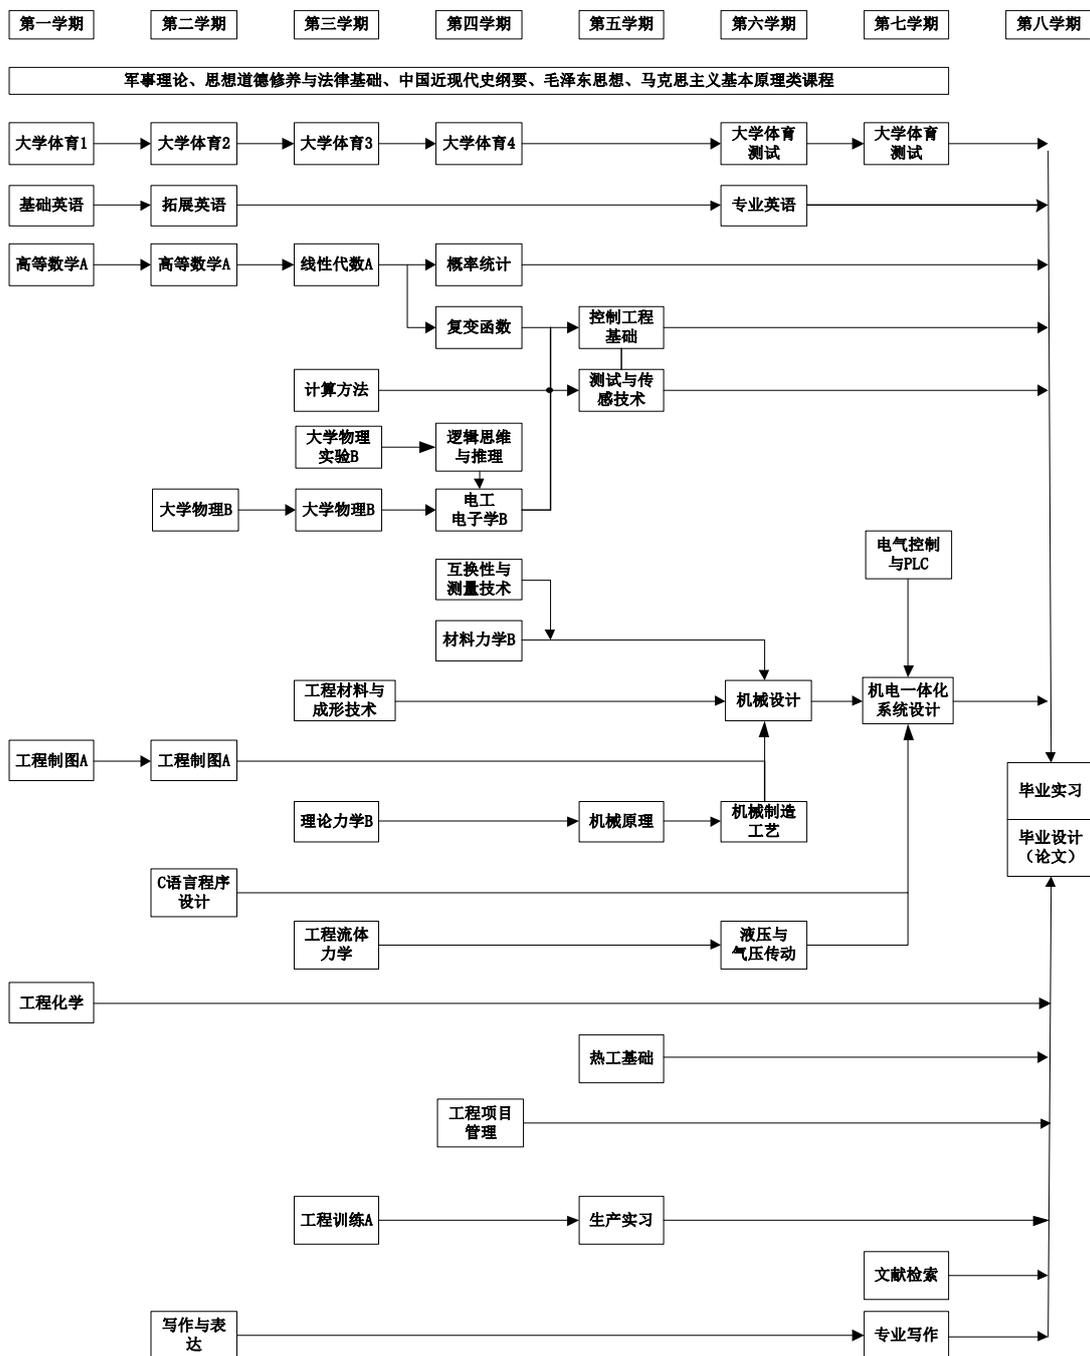 第一学期
第二学期
第三学期
第四学期
第五学期
第六学期
第七学期
第八学期
军事理论、思想道德修养与法律基础、中国近现代史纲要、毛泽东思想、马克思主义基本原理类课程
大学体育1
大学体育2
大学体育3
大学体育4
大学体育
测试
大学体育
测试
基础英语
拓展英语
专业英语
高等数学A
高等数学A
线性代数A
概率统计
复变函数
控制工程
基础
计算方法
测试与传
感技术
大学物理
实验B
逻辑思维
与推理
大学物理B
大学物理B
电工
电子学B
电气控制
与PLC
互换性与
测量技术
材料力学B
工程材料与
成形技术
机械设计
机电一体化
系统设计
工程制图A
工程制图A
毕业实习
理论力学B
机械原理
机械制造
工艺
毕业设计
（论文）
C语言程序
设计
工程流体
力学
液压与
气压传动
工程化学
热工基础
工程项目
管理
工程训练A
生产实习
文献检索
写作与表
达
专业写作